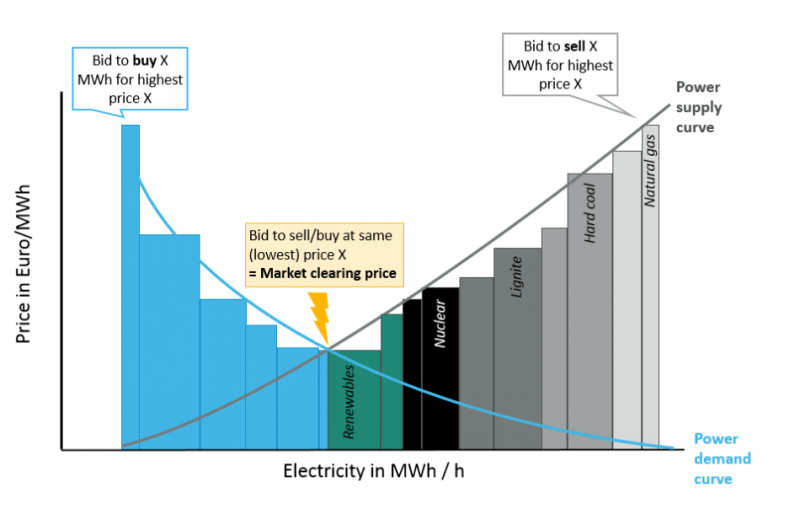 Bid to buy X
MWh for highest
price X
Bid to sell X
MWh for highest
price X
Power
supply
curve
Price in Euro/MWh
Bid to sell/buy at same
(lowest) price X
= Market clearing price
Renewables
Nuclear
Lignite
Hard coal
Natural gas
Electricity in MWh / h
Power
demand
curve